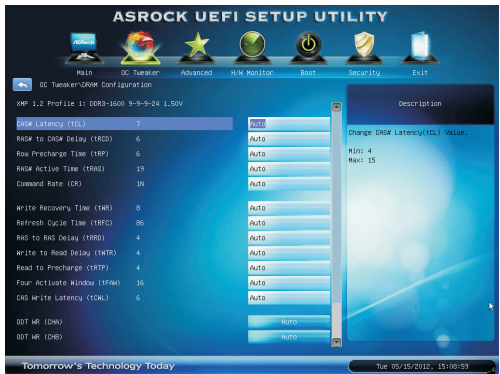 ASROCK UEFI SETUP UTILITY
ASRock
Main OC Tweaker Advanced H/W Monitor Boot Security Exit
OC Tweaker\DRAM Configuration
XMP 1.2 Profile 1: DDR3-1600 9-9-9-24 1.50V
Description
CAS# Latency (tCL) 7 Auto
Change CAS# Latency(tCL) Value.
RAS# to CAS# Delay (tRCD) 6 Auto
Min: 4
Row Precharge Time (tRP) 6 Auto
Max: 15
RAS# Active Time (tRAS) 19 Auto
Command Rate (CR) 1N Auto
Write Recovery Time (tWR) 8 Auto
Refresh Cycle Time (tRFC) 86 Auto
RAS to RAS Delay (tRRD) 4 Auto
Write to Read Delay (tWTR) 4 Auto
Read to Precharge (tRTP) 4 Auto
Four Activate Window (tFAW) 16 Auto
CAS Write Latency (tCWL) 6 Auto
ODT WR (CHA) Auto
ODT WR (CHB) Auto
Tomorrow's Technology Today
Tue 05/15/2012, 15:08:59